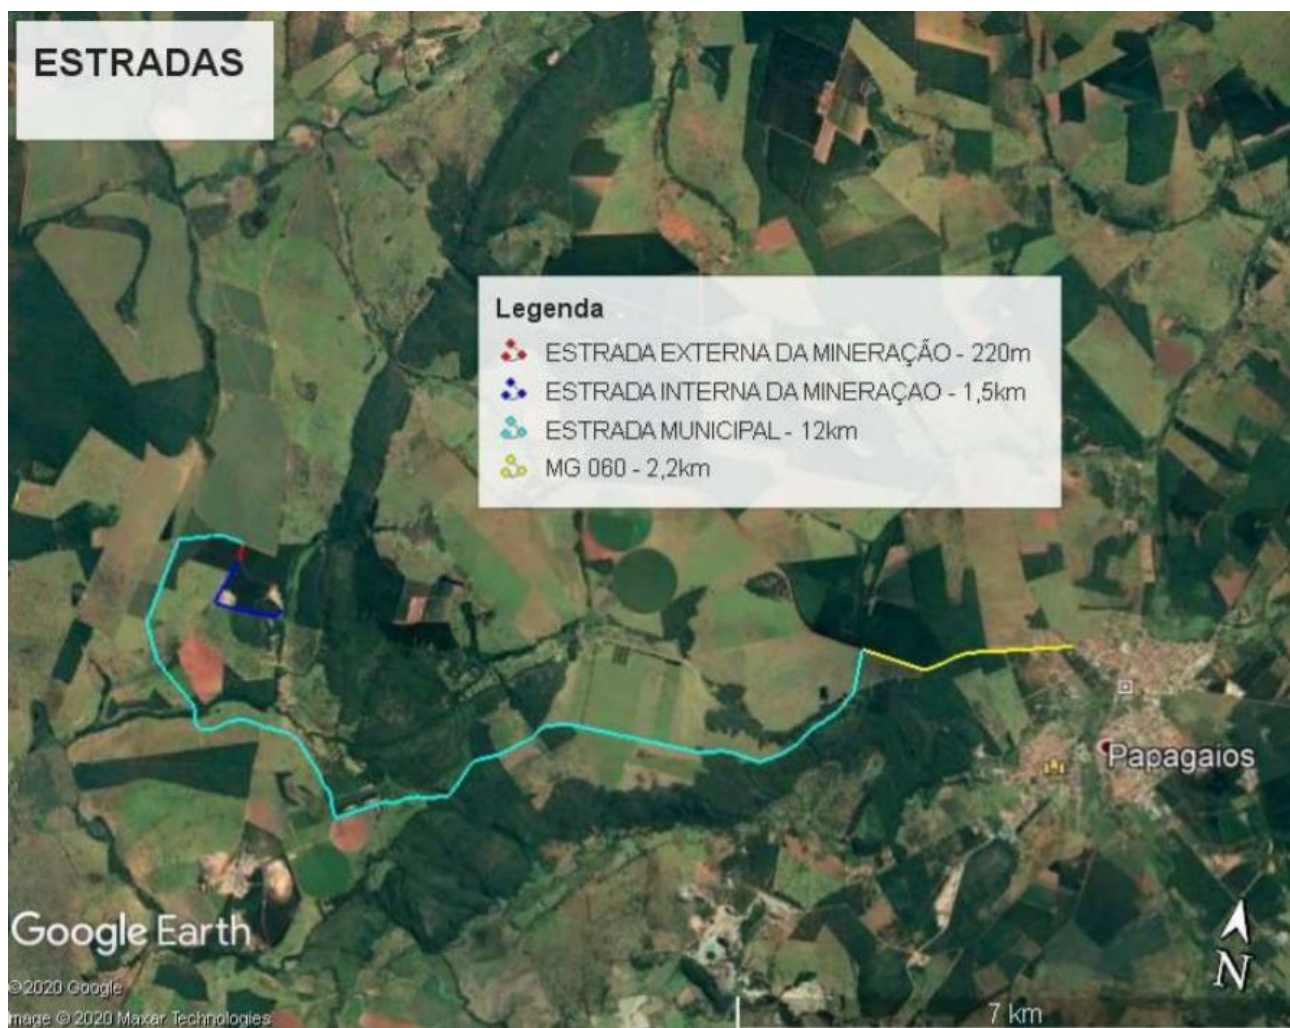 ESTRADAS
Legenda
ESTRADA EXTERNA DA MINERAÇÃO - 220m
ESTRADA INTERNA DA MINERAÇAO - 1,5km
ESTRADA MUNICIPAL - 12km
MG 060 - 2,2km
Papagaios
Google Earth
N
©2020 Google
mage © 2020 Maxar Technologies
7 km